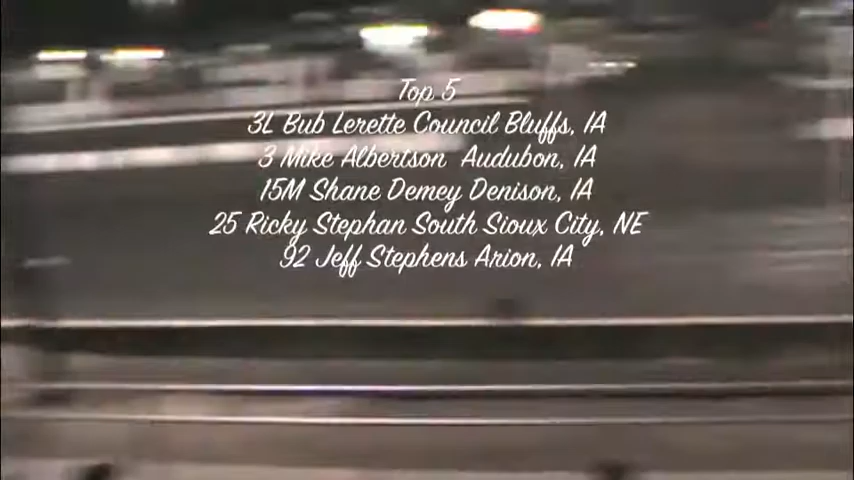 Top 5
3L Bub Lerette Council Bluffs, IA
3 Mike Albertson Audubon, IA
15M Shane Demey Denison, IA
25 Ricky Stephan South Sioux City, NE
92 Jeff Stephens Arion, IA